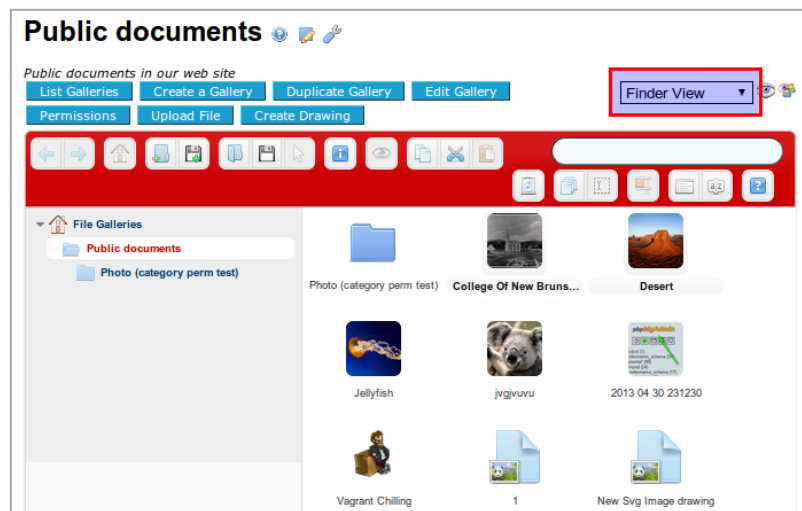 Public documents
Public documents in our web site
List Galleries Create a Gallery Duplicate Gallery Edit Gallery
Finder View
Permissions Upload File Create Drawing
File Galleries
Public documents
Photo (category perm test)
Photo (category perm test) College Of New Bruns... Desert
phpMyAdmin
Jellyfish jvgjvuvu 2013 04 30 231230
Vagrant Chilling 1 New Svg Image drawing